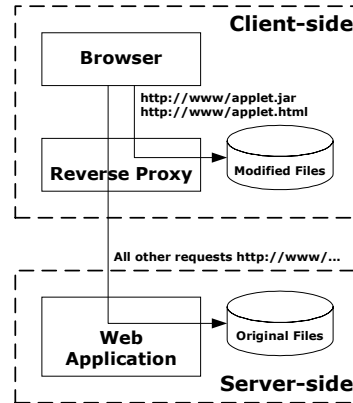 Client-side
Browser
http://www/applet.jar
http://www/applet.html
Reverse Proxy
Modified Files
All other requests http://www/...
Web
Application
Original Files
Server-side